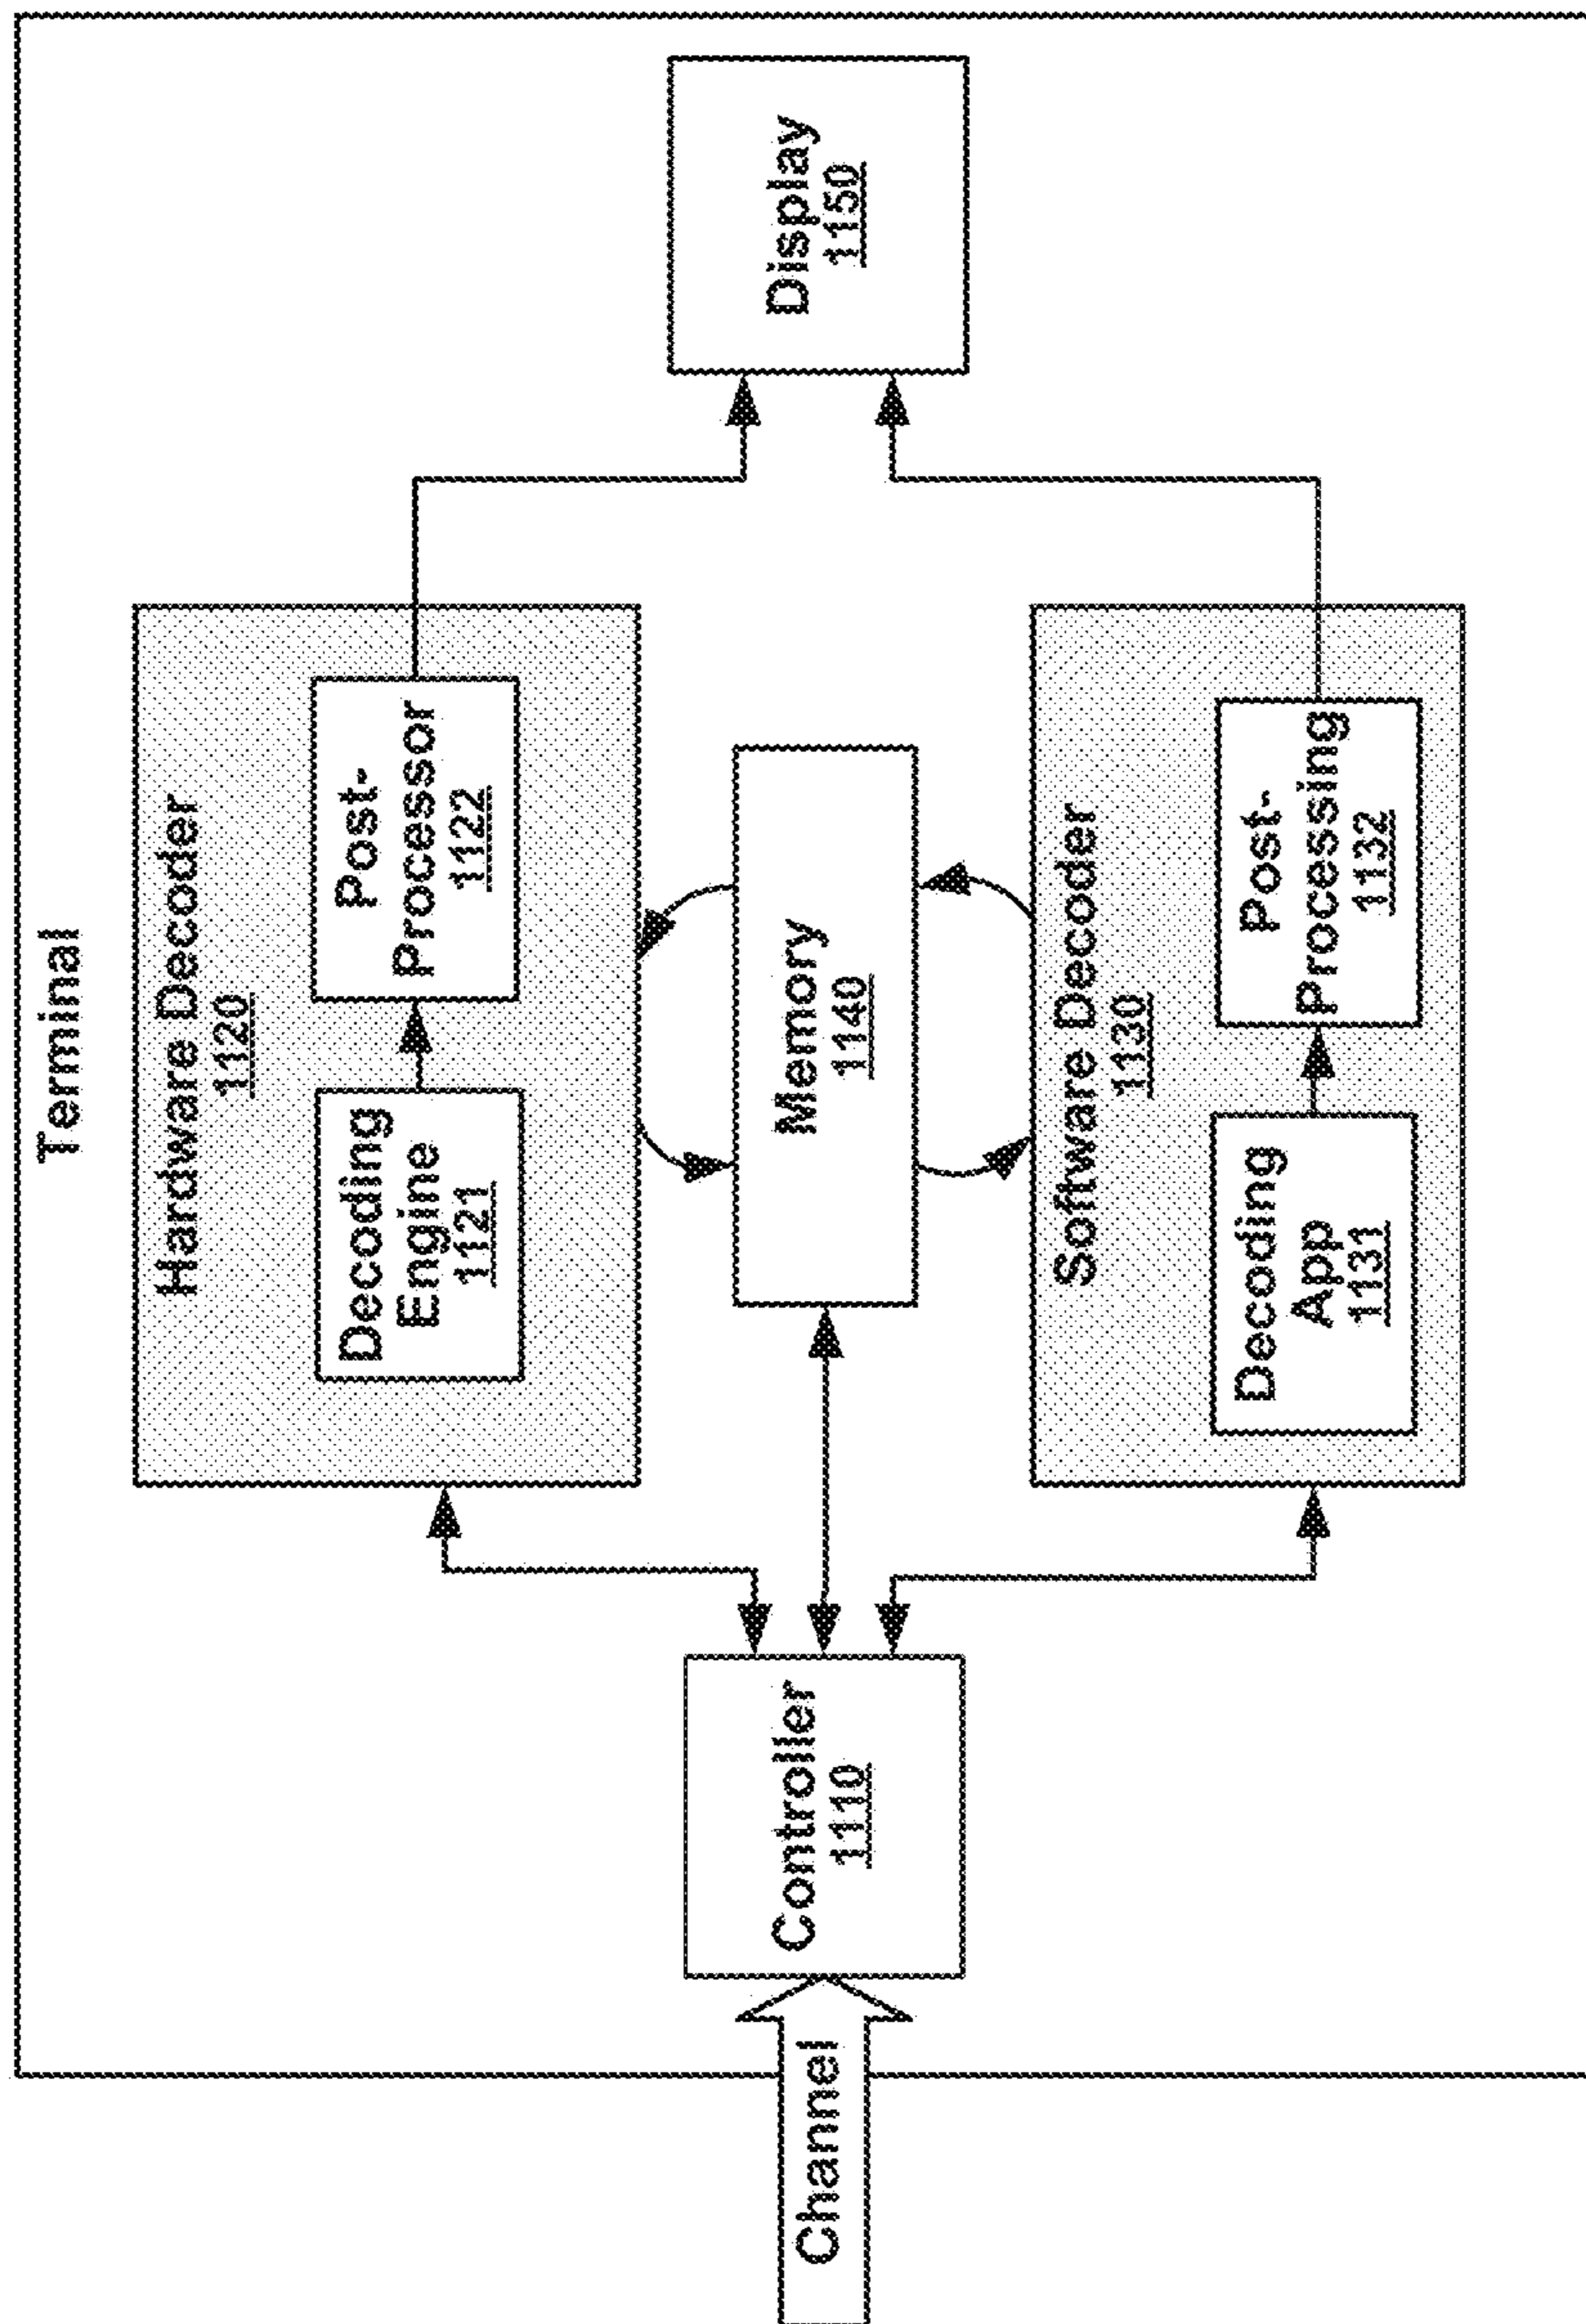 Terminal
Channel
Controller
1110
Hardware Decoder
1120
Decoding
Engine
1121
Post-
Processor
1122
Memory
1140
Software Decoder
1130
Decoding
App
1131
Post-
Processing
1132
Display
1150